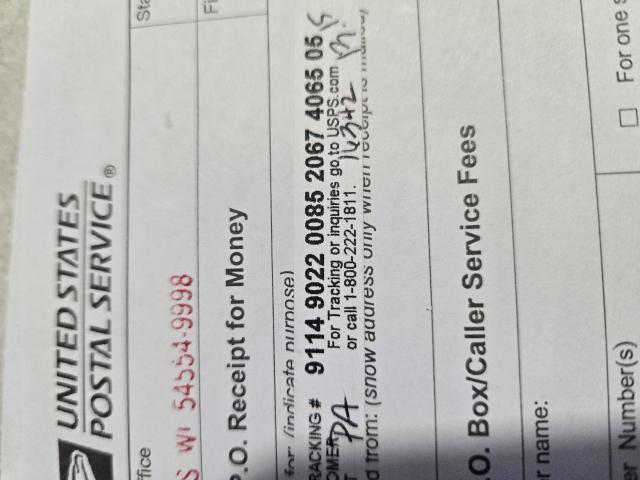 UNITED STATES
POSTAL SERVICE®
ffice
Sta
S WI 54554-9998
Fi
P.O. Receipt for Money
for (indicate purpose)
RACKING # 9114 9022 0085 2067 4065 05
For Tracking or inquiries go to USPS.com
OMER
or call 1-800-222-1811.
PA 16342
d from: (show address only when receipt is mailed)
.O. Box/Caller Service Fees
For one s
r name:
er Number(s)